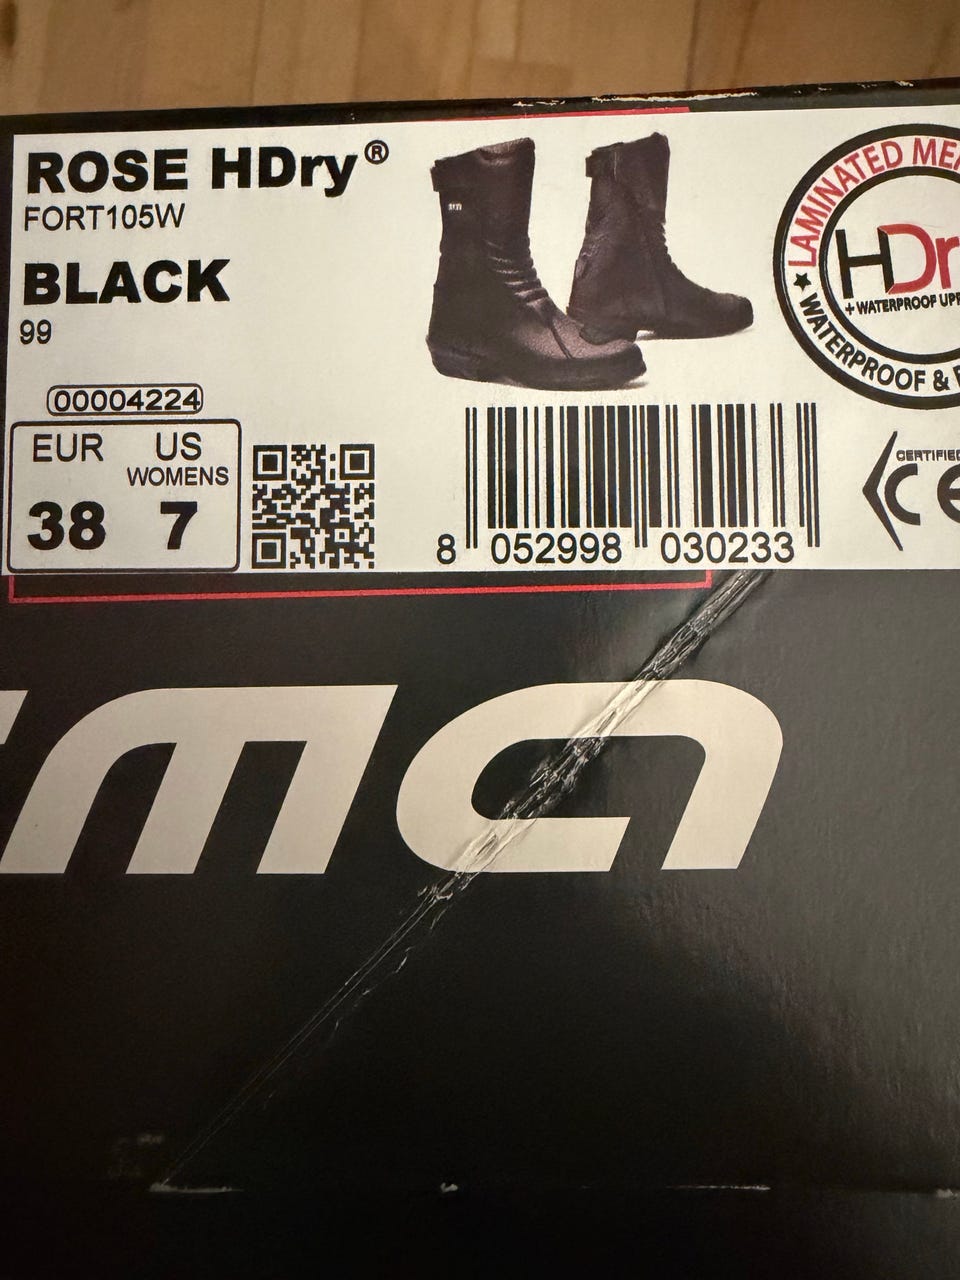 ROSE HDry®
FORT105W
BLACK
99
00004224
EUR US
WOMENS
38 7
8 052998 030233
LAMINATED
HDr
+ WATERPROOF
★ WATERPROOF &
CERTIFIED
CE
ma